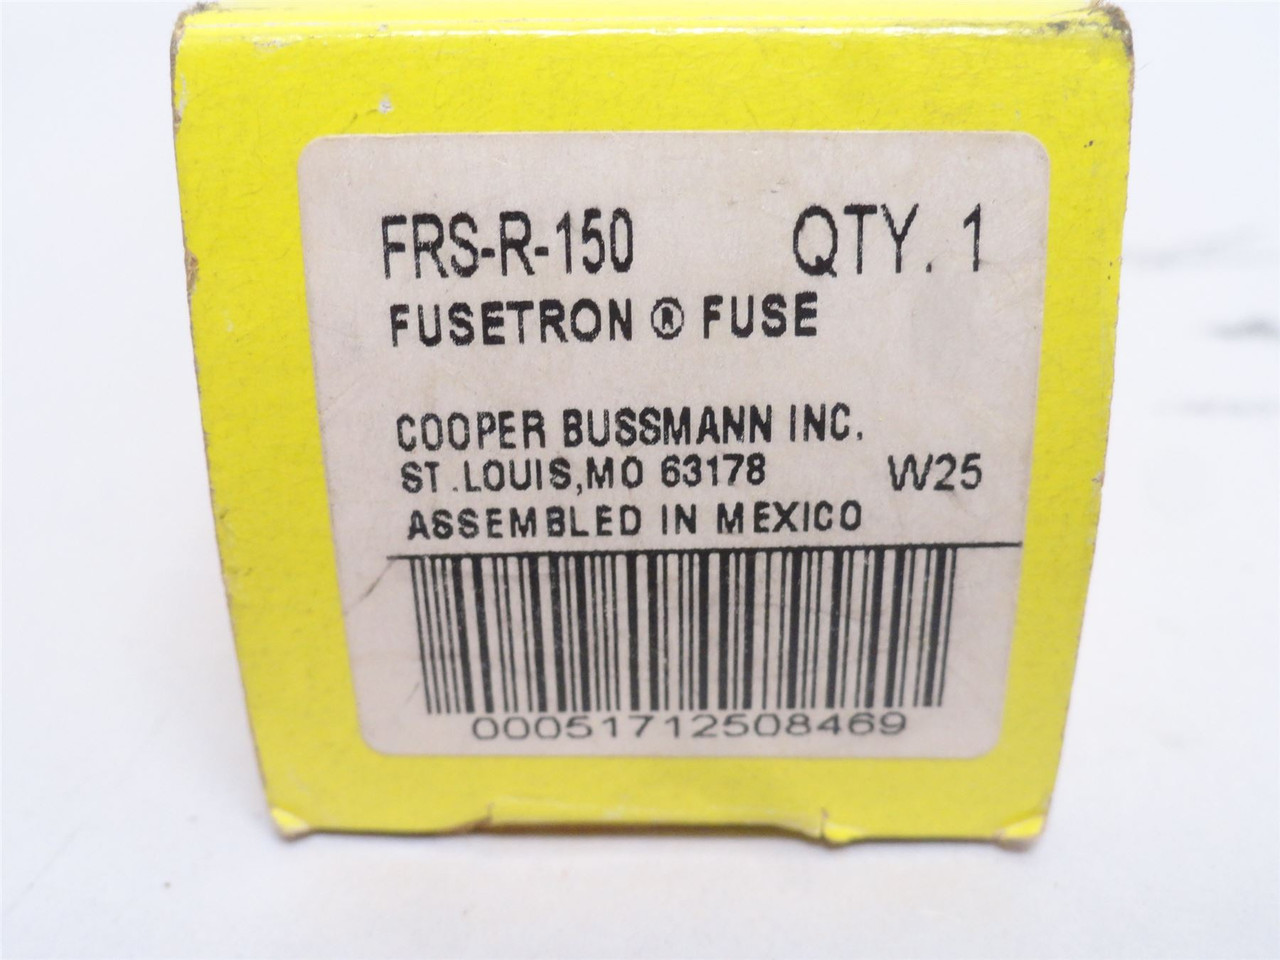 FRS-R-150 QTY. 1
FUSETRON ® FUSE
COOPER BUSSMANN INC.
ST.LOUIS,MO 63178 W25
ASSEMBLED IN MEXICO
00051712508469